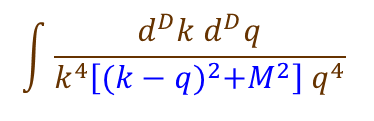 ∫ d^D k d^D q / k^4[(k − q)^2+M^2] q^4